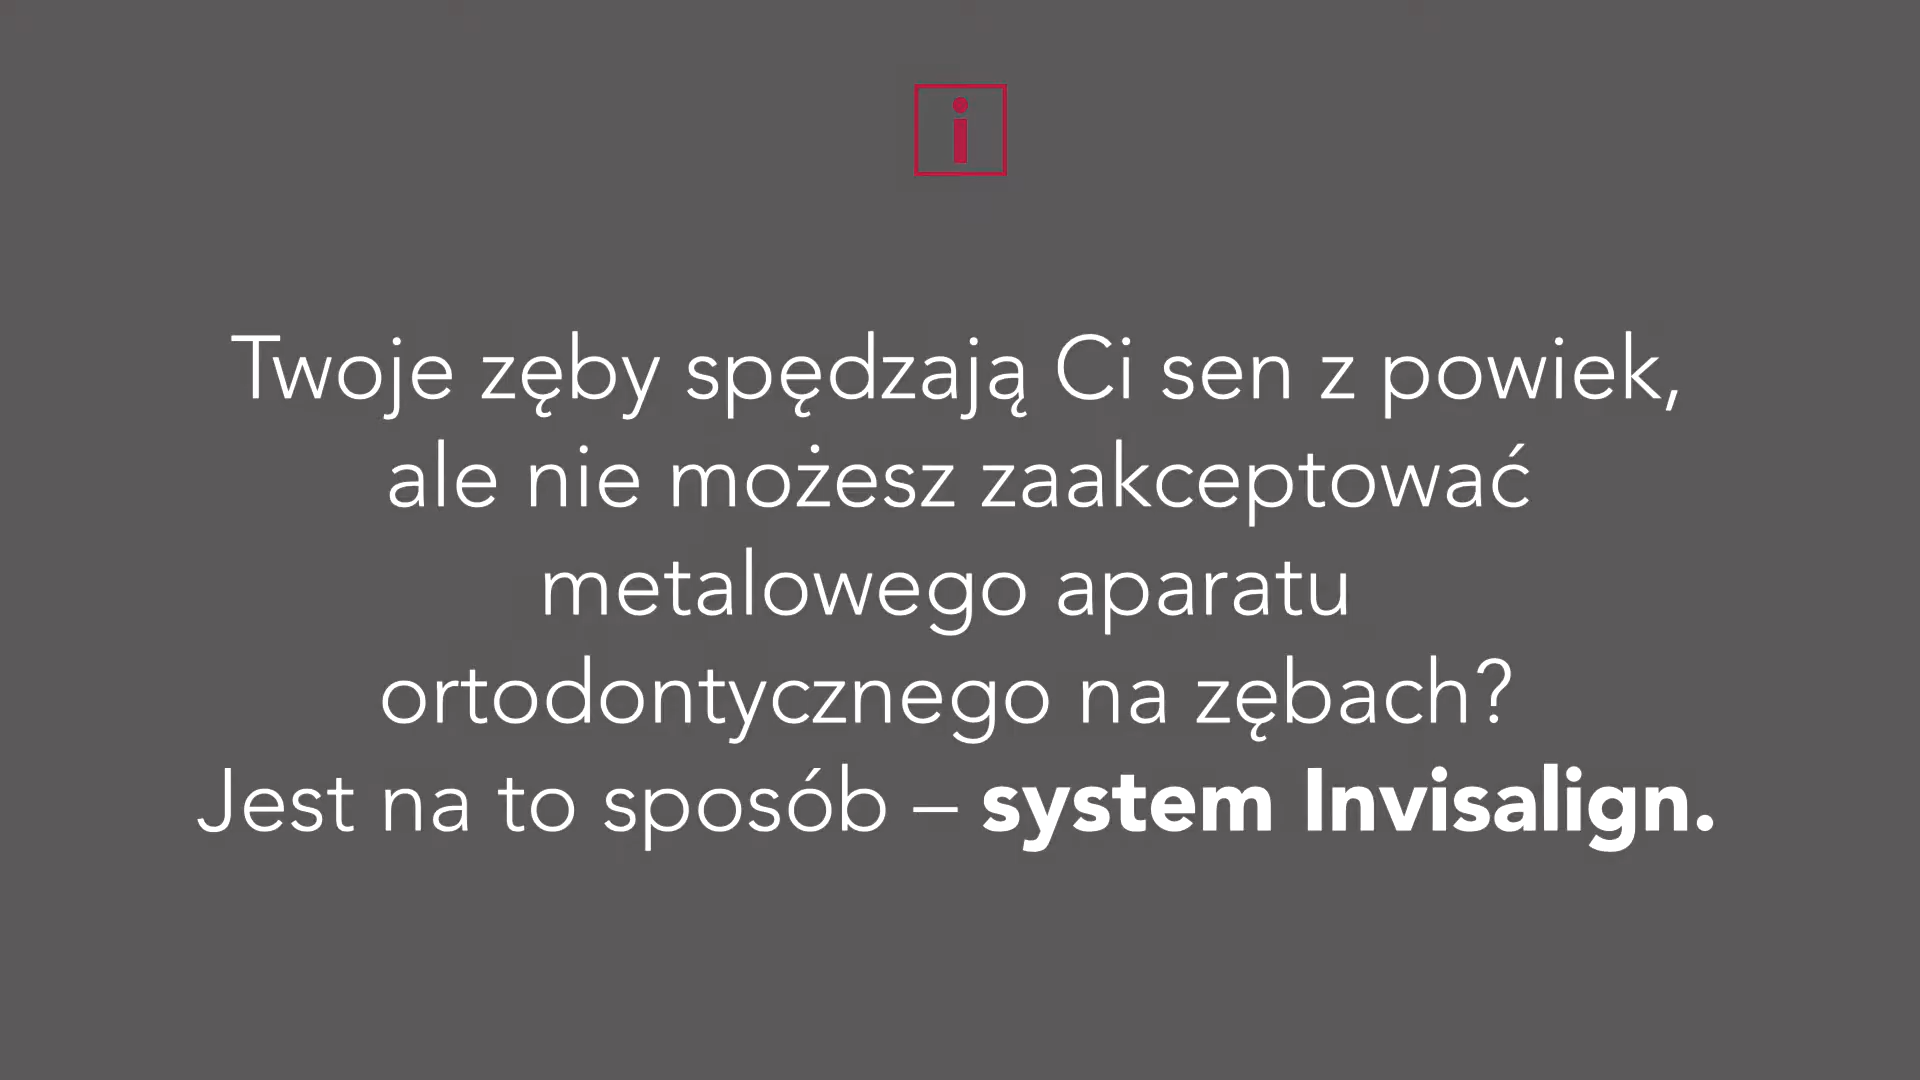 i
Twoje zęby spędzają Ci sen z powiek,
ale nie możesz zaakceptować
metalowego aparatu
ortodontycznego na zębach?
Jest na to sposób – system Invisalign.